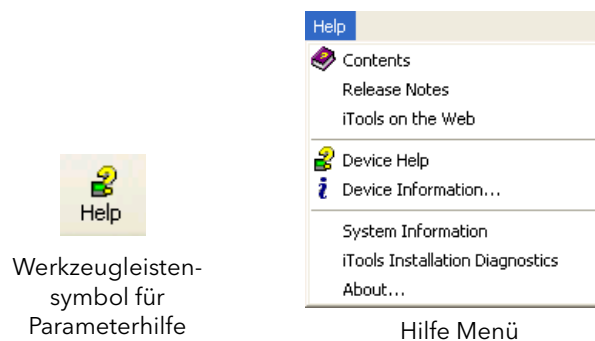 Help
Werkzeugleisten-
symbol für
Parameterhilfe
Help
Contents
Release Notes
iTools on the Web
Device Help
Device Information...
System Information
iTools Installation Diagnostics
About...
Hilfe Menü